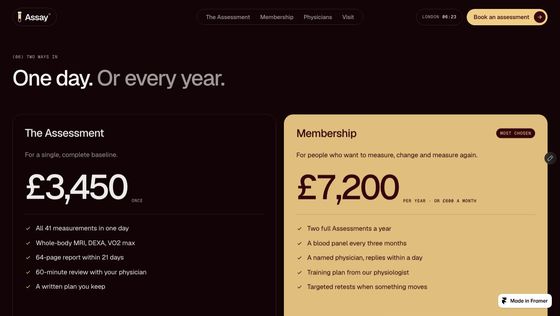 Assay
The Assessment
Membership
Physicians
Visit
LONDON 06:23
Book an assessment
(06) TWO WAYS IN
One day. Or every year.
The Assessment
For a single, complete baseline.
£3,450 ONCE
✓ All 41 measurements in one day
✓ Whole-body MRI, DEXA, VO2 max
✓ 64-page report within 21 days
✓ 60-minute review with your physician
✓ A written plan you keep
Membership
MOST CHOSEN
For people who want to measure, change and measure again.
£7,200 PER YEAR · OR £600 A MONTH
✓ Two full Assessments a year
✓ A blood panel every three months
✓ A named physician, replies within a day
✓ Training plan from our physiologist
✓ Targeted retests when something moves
Made in Framer